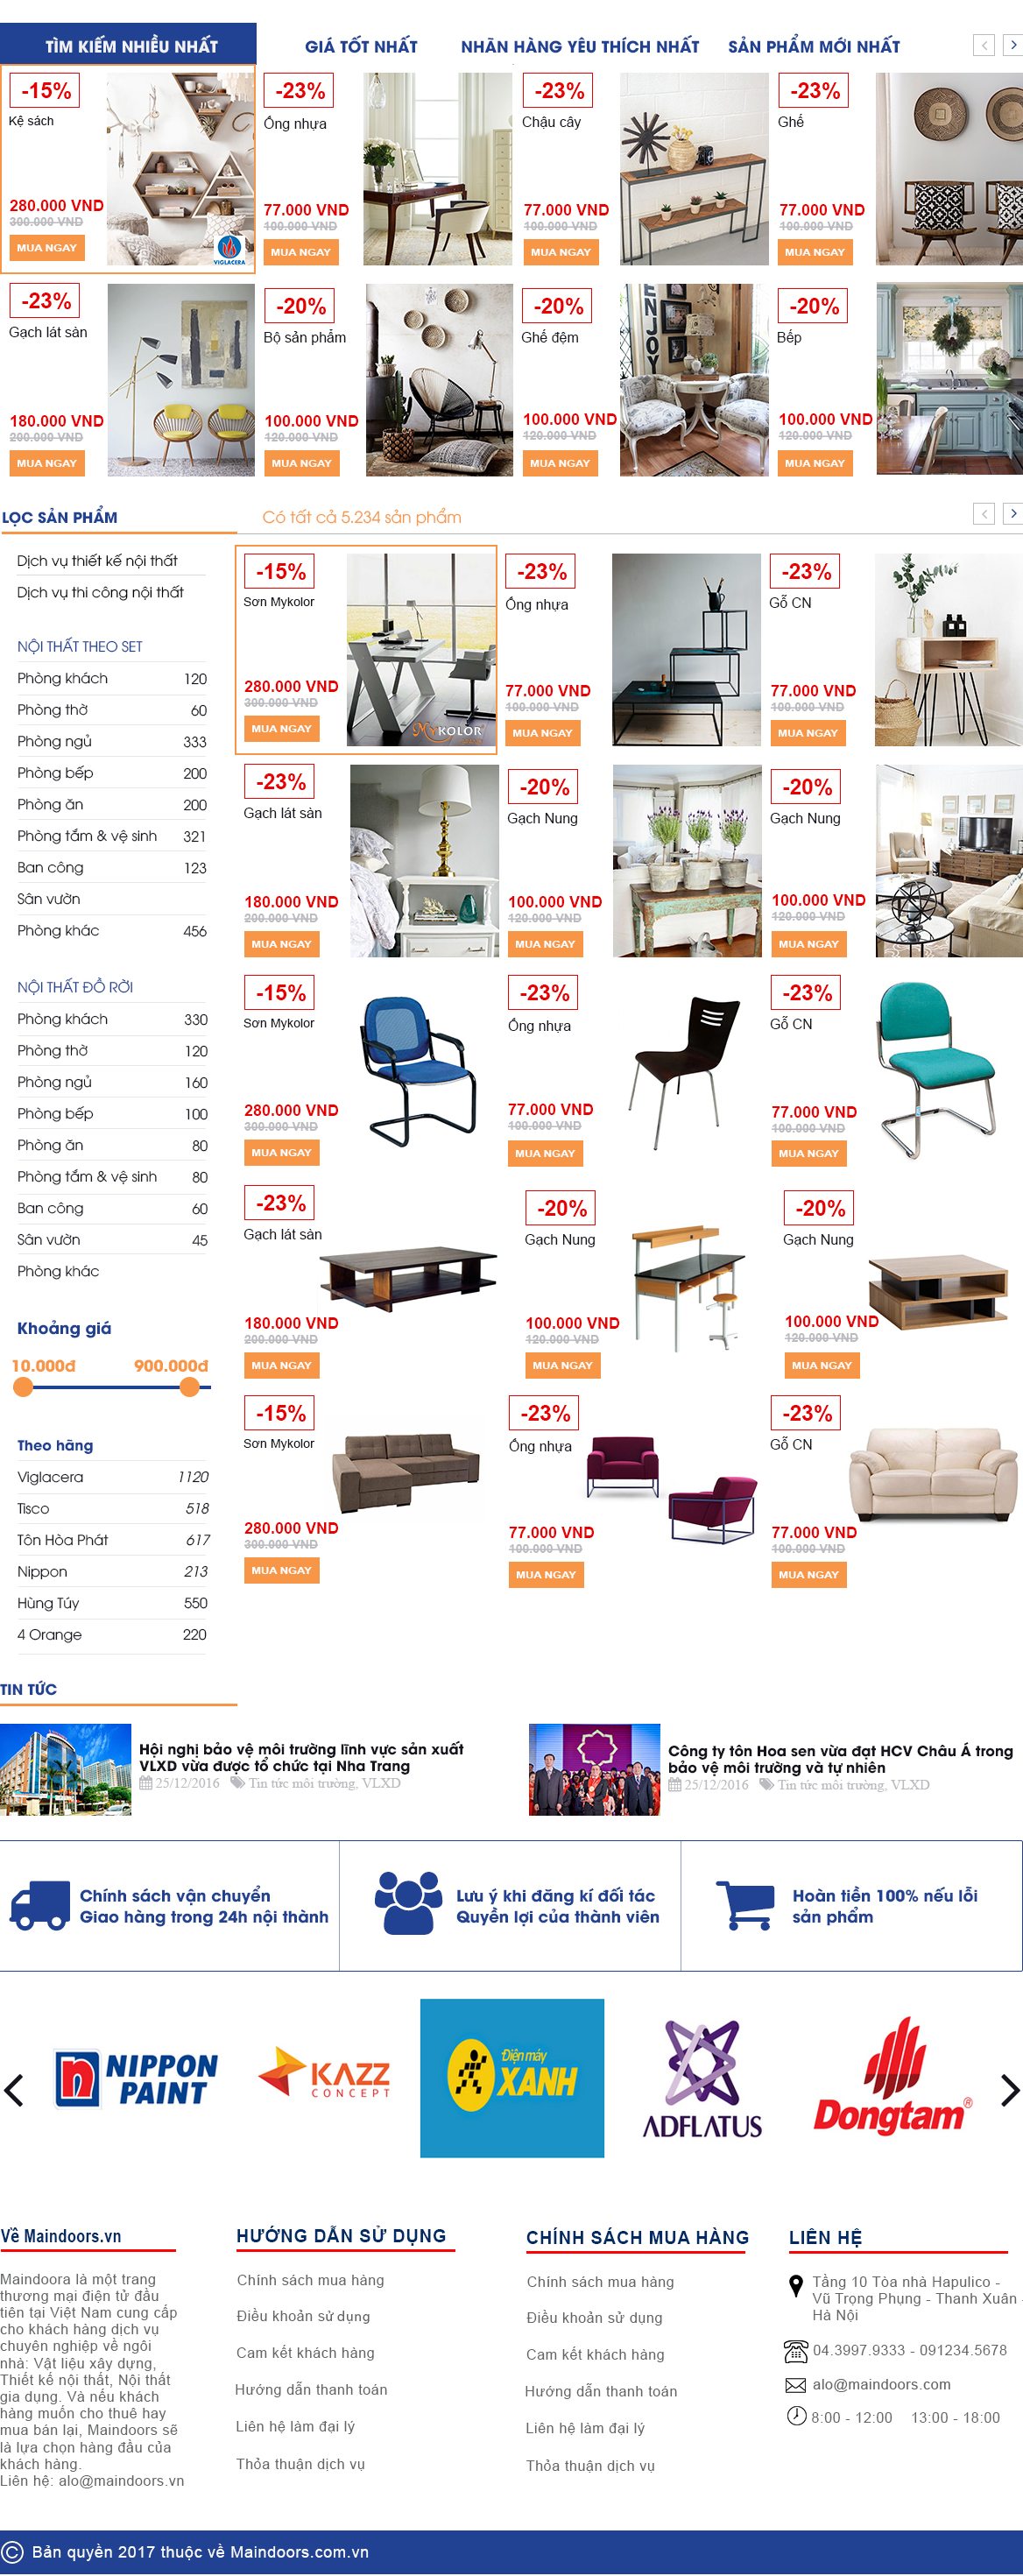 TÌM KIẾM NHIỀU NHẤT
GIÁ TỐT NHẤT
NHÃN HÀNG YÊU THÍCH NHẤT
SẢN PHẨM MỚI NHẤT
-15%
Kệ sách
280.000 VND
300.000 VND
MUA NGAY
VIGLACERA
-23%
Ống nhựa
77.000 VND
100.000 VND
MUA NGAY
-23%
Chậu cây
77.000 VND
100.000 VND
MUA NGAY
-23%
Ghế
77.000 VND
100.000 VND
MUA NGAY
-23%
Gạch lát sàn
180.000 VND
200.000 VND
MUA NGAY
-20%
Bộ sản phẩm
100.000 VND
120.000 VND
MUA NGAY
-20%
Ghế đệm
100.000 VND
120.000 VND
MUA NGAY
ENJOY
-20%
Bếp
100.000 VND
120.000 VND
MUA NGAY
LỌC SẢN PHẨM
Có tất cả 5.234 sản phẩm
Dịch vụ thiết kế nội thất
Dịch vụ thi công nội thất
NỘI THẤT THEO SET
Phòng khách 120
Phòng thờ 60
Phòng ngủ 333
Phòng bếp 200
Phòng ăn 200
Phòng tắm & vệ sinh 321
Ban công 123
Sân vườn
Phòng khác 456
NỘI THẤT ĐỒ RỜI
Phòng khách 330
Phòng thờ 120
Phòng ngủ 160
Phòng bếp 100
Phòng ăn 80
Phòng tắm & vệ sinh 80
Ban công 60
Sân vườn 45
Phòng khác
Khoảng giá
10.000đ 900.000đ
Theo hãng
Viglacera 1120
Tisco 518
Tôn Hòa Phát 617
Nippon 213
Hùng Túy 550
4 Orange 220
-15%
Sơn Mykolor
280.000 VND
300.000 VND
MUA NGAY
MYKOLOR
-23%
Ống nhựa
77.000 VND
100.000 VND
MUA NGAY
-23%
Gỗ CN
77.000 VND
100.000 VND
MUA NGAY
-23%
Gạch lát sàn
180.000 VND
200.000 VND
MUA NGAY
-20%
Gạch Nung
100.000 VND
120.000 VND
MUA NGAY
-20%
Gạch Nung
100.000 VND
120.000 VND
MUA NGAY
-15%
Sơn Mykolor
280.000 VND
300.000 VND
MUA NGAY
-23%
Ống nhựa
77.000 VND
100.000 VND
MUA NGAY
-23%
Gỗ CN
77.000 VND
100.000 VND
MUA NGAY
-23%
Gạch lát sàn
180.000 VND
200.000 VND
MUA NGAY
-20%
Gạch Nung
100.000 VND
120.000 VND
MUA NGAY
-20%
Gạch Nung
100.000 VND
120.000 VND
MUA NGAY
-15%
Sơn Mykolor
280.000 VND
300.000 VND
MUA NGAY
-23%
Ống nhựa
77.000 VND
100.000 VND
MUA NGAY
-23%
Gỗ CN
77.000 VND
100.000 VND
MUA NGAY
TIN TỨC
Hội nghị bảo vệ môi trường lĩnh vực sản xuất
VLXD vừa được tổ chức tại Nha Trang
25/12/2016 Tin tức môi trường, VLXD
Công ty tôn Hoa sen vừa đạt HCV Châu Á trong
bảo vệ môi trường và tự nhiên
25/12/2016 Tin tức môi trường, VLXD
Chính sách vận chuyển
Giao hàng trong 24h nội thành
Lưu ý khi đăng kí đối tác
Quyền lợi của thành viên
Hoàn tiền 100% nếu lỗi
sản phẩm
n NIPPON
PAINT
KAZZ
CONCEPT
Điện máy
XANH
ADFLATUS
Dongtam®
Về Maindoors.vn
Maindoora là một trang
thương mại điện tử đầu
tiên tại Việt Nam cung cấp
cho khách hàng dịch vụ
chuyên nghiệp về ngôi
nhà: Vật liệu xây dựng,
Thiết kế nội thất, Nội thất
gia dụng. Và nếu khách
hàng muốn cho thuê hay
mua bán lại, Maindoors sẽ
là lựa chọn hàng đầu của
khách hàng.
Liên hệ: alo@maindoors.vn
HƯỚNG DẪN SỬ DỤNG
Chính sách mua hàng
Điều khoản sử dụng
Cam kết khách hàng
Hướng dẫn thanh toán
Liên hệ làm đại lý
Thỏa thuận dịch vụ
CHÍNH SÁCH MUA HÀNG
Chính sách mua hàng
Điều khoản sử dụng
Cam kết khách hàng
Hướng dẫn thanh toán
Liên hệ làm đại lý
Thỏa thuận dịch vụ
LIÊN HỆ
Tầng 10 Tòa nhà Hapulico -
Vũ Trọng Phụng - Thanh Xuân -
Hà Nội
04.3997.9333 - 091234.5678
alo@maindoors.com
8:00 - 12:00 13:00 - 18:00
© Bản quyền 2017 thuộc về Maindoors.com.vn